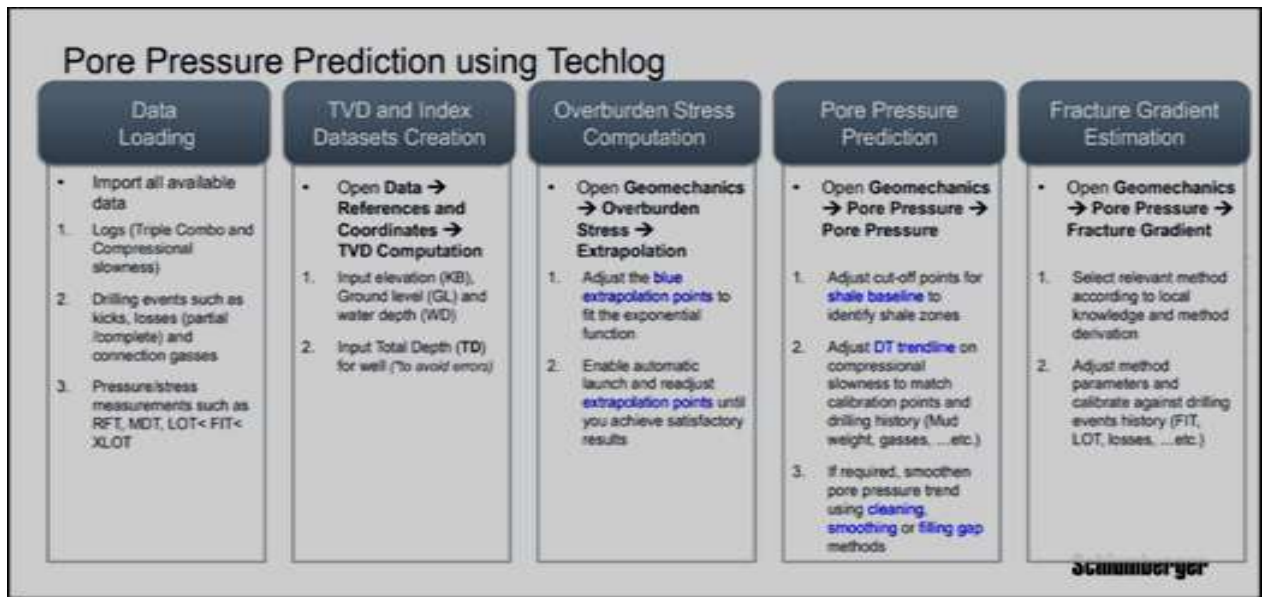 Pore Pressure Prediction using Techlog
Data
Loading
• Import all available
data
1. Logs (Triple Combo and
Compressional
slowness)
2. Drilling events such as
kicks, losses (partial
/complete) and
connection gasses
3. Pressure/stress
measurements such as
RFT, MDT, LOT< FIT<
XLOT
TVD and Index
Datasets Creation
• Open Data →
References and
Coordinates →
TVD Computation
1. Input elevation (KB),
Ground level (GL) and
water depth (WD)
2. Input Total Depth (TD)
for well (*to avoid errors)
Overburden Stress
Computation
• Open Geomechanics
→ Overburden
Stress →
Extrapolation
1. Adjust the blue
extrapolation points to
fit the exponential
function
2. Enable automatic
launch and readjust
extrapolation points until
you achieve satisfactory
results
Pore Pressure
Prediction
• Open Geomechanics
→ Pore Pressure →
Pore Pressure
1. Adjust cut-off points for
shale baseline to
identify shale zones
2. Adjust DT trendline on
compressional
slowness to match
calibration points and
drilling history (Mud
weight, gasses, ...etc.)
3. If required, smoothen
pore pressure trend
using cleaning,
smoothing or filling gap
methods
Fracture Gradient
Estimation
• Open Geomechanics
→ Pore Pressure →
Fracture Gradient
1. Select relevant method
according to local
knowledge and method
derivation
2. Adjust method
parameters and
calibrate against drilling
events history (FIT,
LOT, losses, ...etc.)
Schlumberger